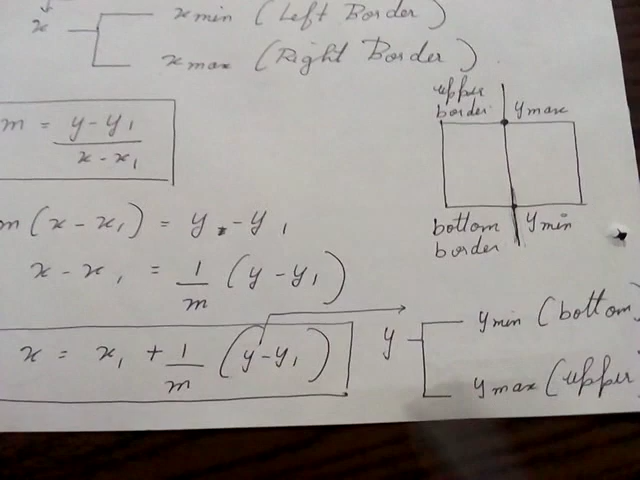 x xmin (Left Border)
xmax (Right Border)
upper border ymax
m = y-y1 / x-x1
m(x-x1) = y - y1
bottom border ymin
x-x1 = 1/m (y-y1)
x = x1 + 1/m (y-y1)
y ymin (bottom)
ymax (upper